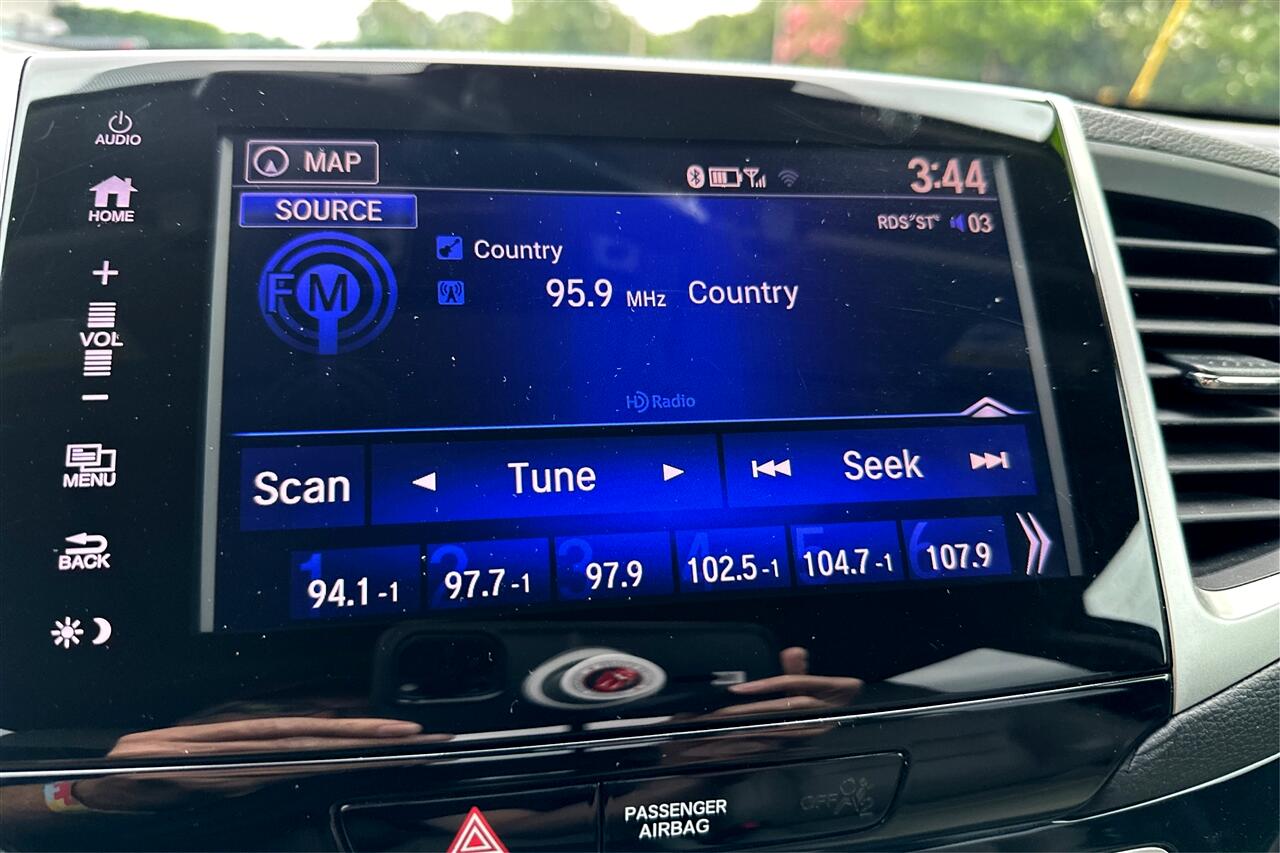 AUDIO
HOME
+
VOL
−
MENU
BACK
MAP
3:44
SOURCE
RDS ST 03
FM
Country
95.9 MHz Country
HD Radio
Scan Tune Seek
1 94.1-1
2 97.7-1
3 97.9
4 102.5-1
5 104.7-1
6 107.9
PASSENGER
AIRBAG
OFF 2